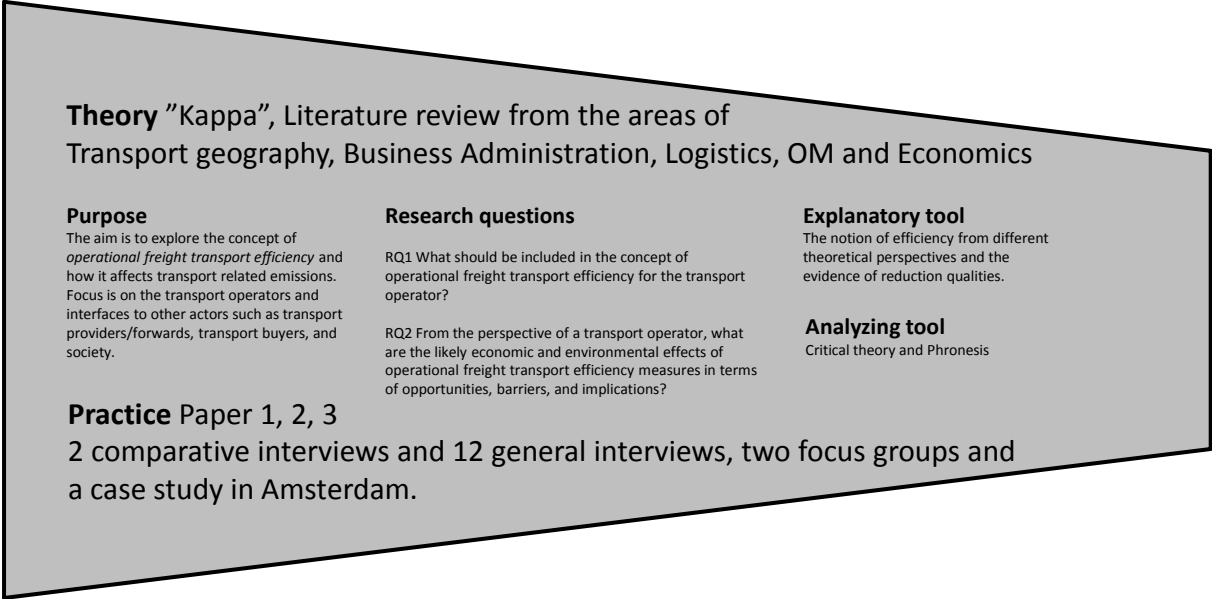 Theory ”Kappa”, Literature review from the areas of
Transport geography, Business Administration, Logistics, OM and Economics
Purpose
The aim is to explore the concept of
operational freight transport efficiency and
how it affects transport related emissions.
Focus is on the transport operators and
interfaces to other actors such as transport
providers/forwards, transport buyers, and
society.
Research questions
RQ1 What should be included in the concept of
operational freight transport efficiency for the transport
operator?
RQ2 From the perspective of a transport operator, what
are the likely economic and environmental effects of
operational freight transport efficiency measures in terms
of opportunities, barriers, and implications?
Explanatory tool
The notion of efficiency from different
theoretical perspectives and the
evidence of reduction qualities.
Analyzing tool
Critical theory and Phronesis
Practice Paper 1, 2, 3
2 comparative interviews and 12 general interviews, two focus groups and
a case study in Amsterdam.